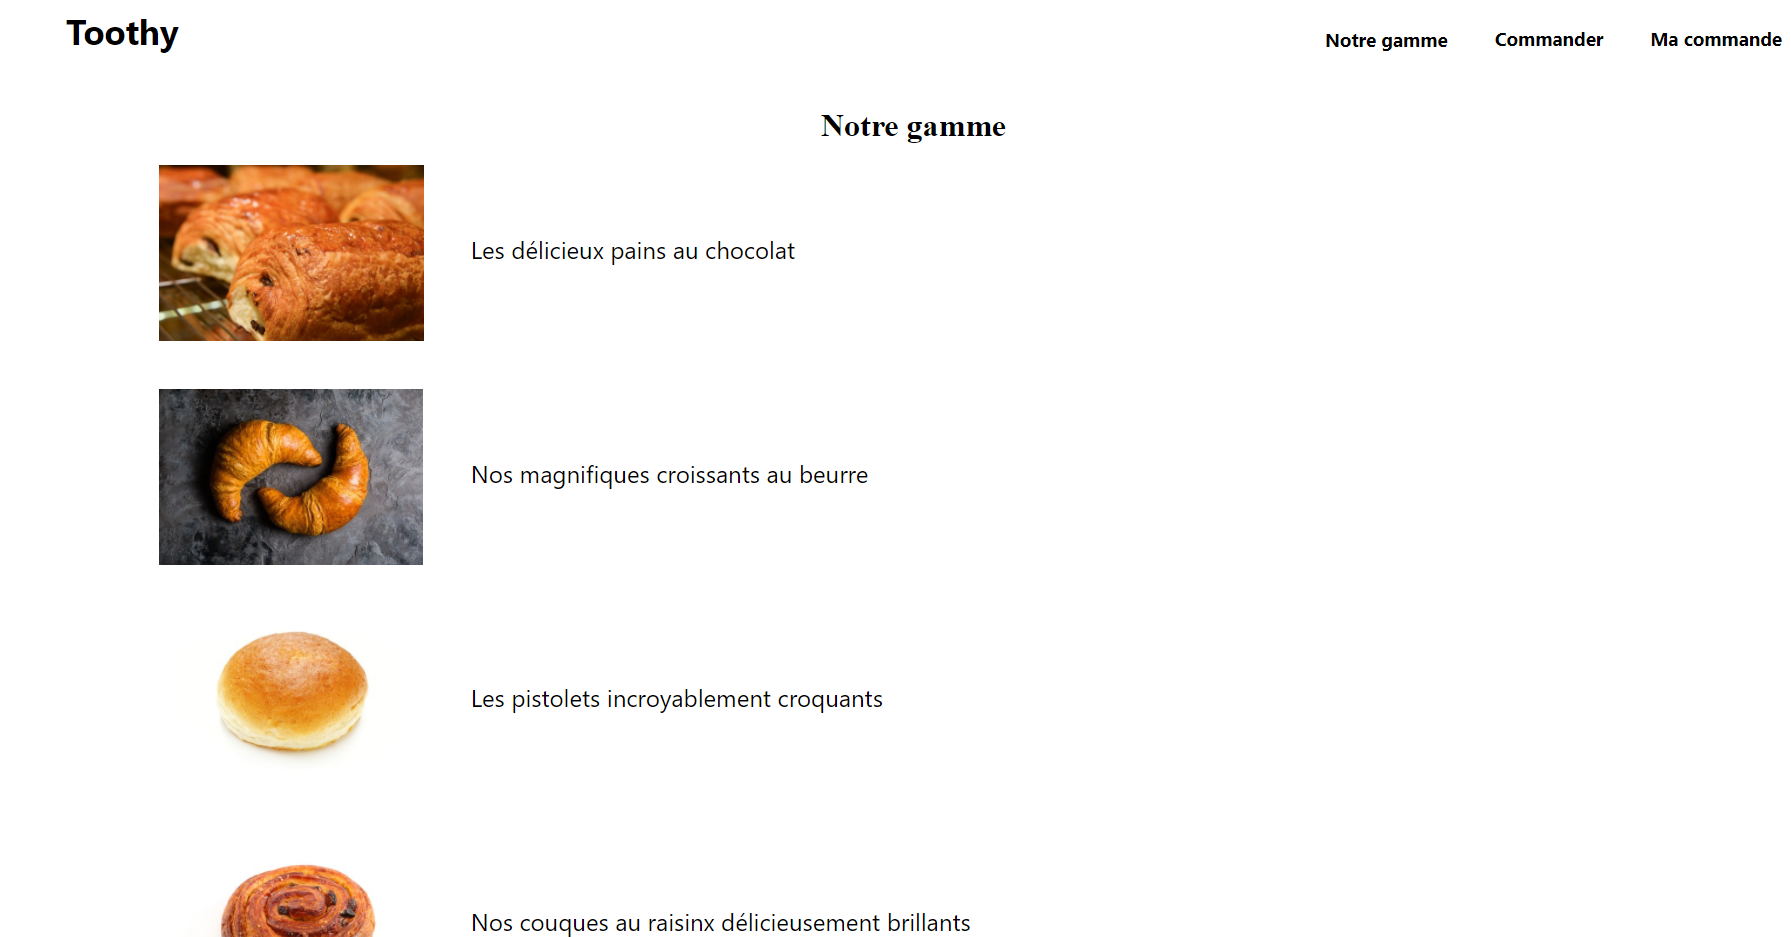 Toothy
Notre gamme Commander Ma commande
Notre gamme
Les délicieux pains au chocolat
Nos magnifiques croissants au beurre
Les pistolets incroyablement croquants
Nos couques au raisinx délicieusement brillants